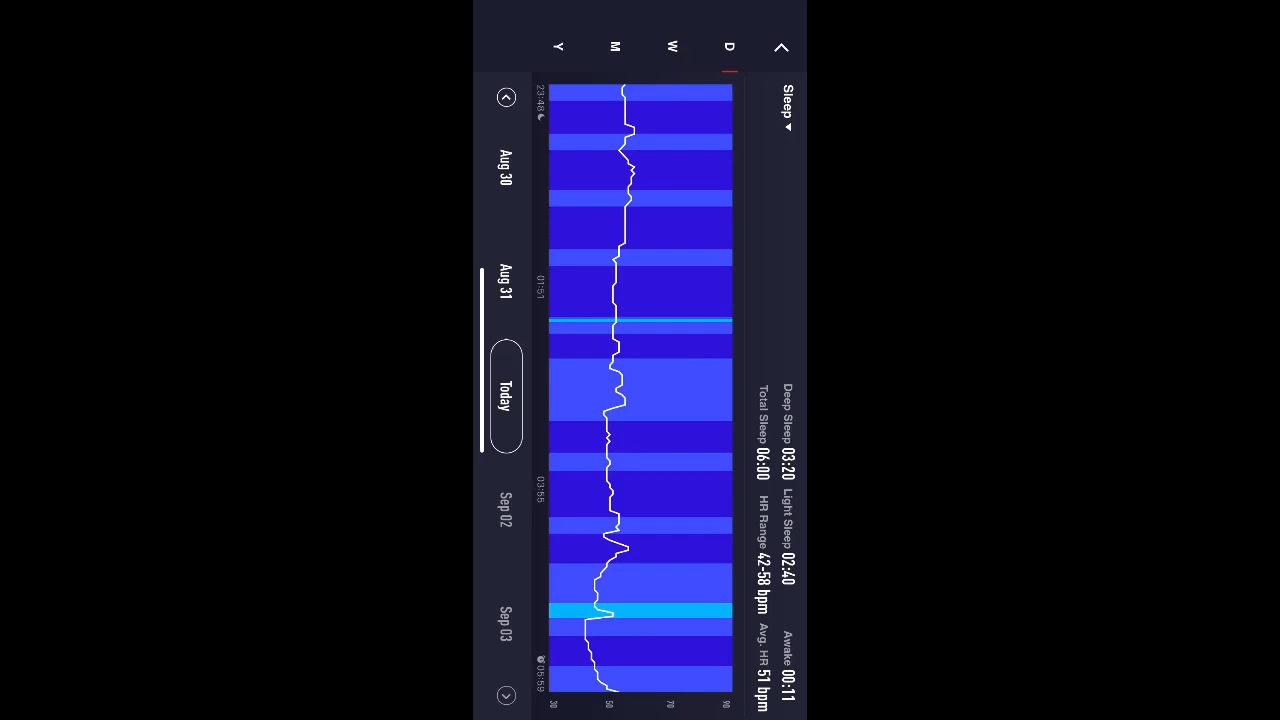 D
W
M
Y
Sleep
Deep Sleep 03:20 Light Sleep 02:40 Awake 00:11
Total Sleep 06:00 HR Range 42-58 bpm Avg. HR 51 bpm
90
70
50
30
23:48 01:51 03:55 05:59
Aug 30 Aug 31 Today Sep 02 Sep 03